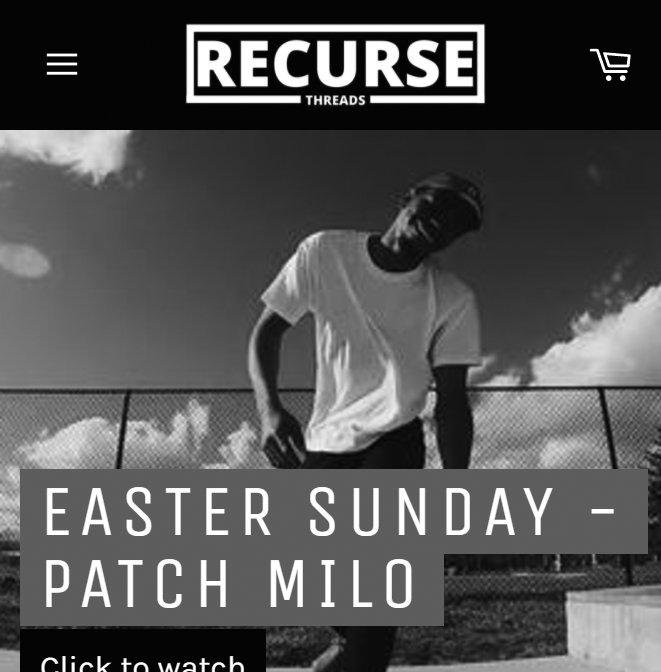 RECURSE
THREADS
EASTER SUNDAY -
PATCH MILO
Click to watch